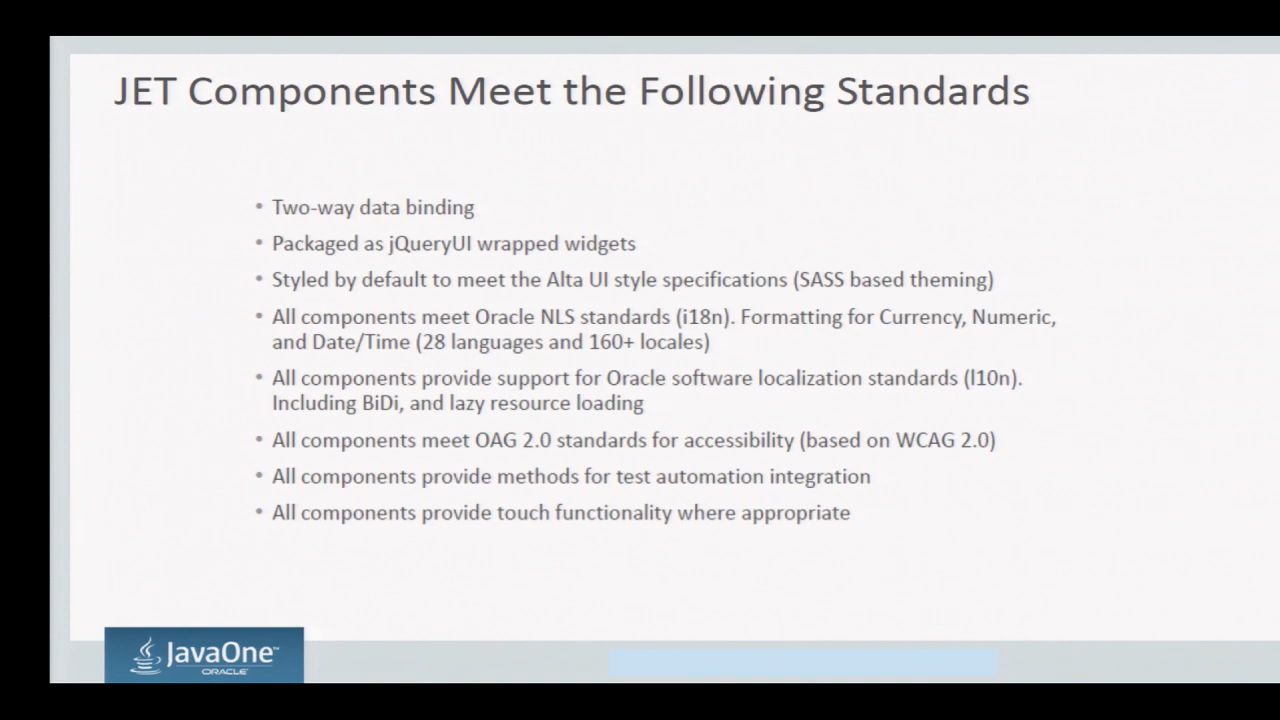 JET Components Meet the Following Standards
• Two-way data binding
• Packaged as jQueryUI wrapped widgets
• Styled by default to meet the Alta UI style specifications (SASS based theming)
• All components meet Oracle NLS standards (i18n). Formatting for Currency, Numeric,
and Date/Time (28 languages and 160+ locales)
• All components provide support for Oracle software localization standards (l10n).
Including BiDi, and lazy resource loading
• All components meet OAG 2.0 standards for accessibility (based on WCAG 2.0)
• All components provide methods for test automation integration
• All components provide touch functionality where appropriate
JavaOne™
ORACLE